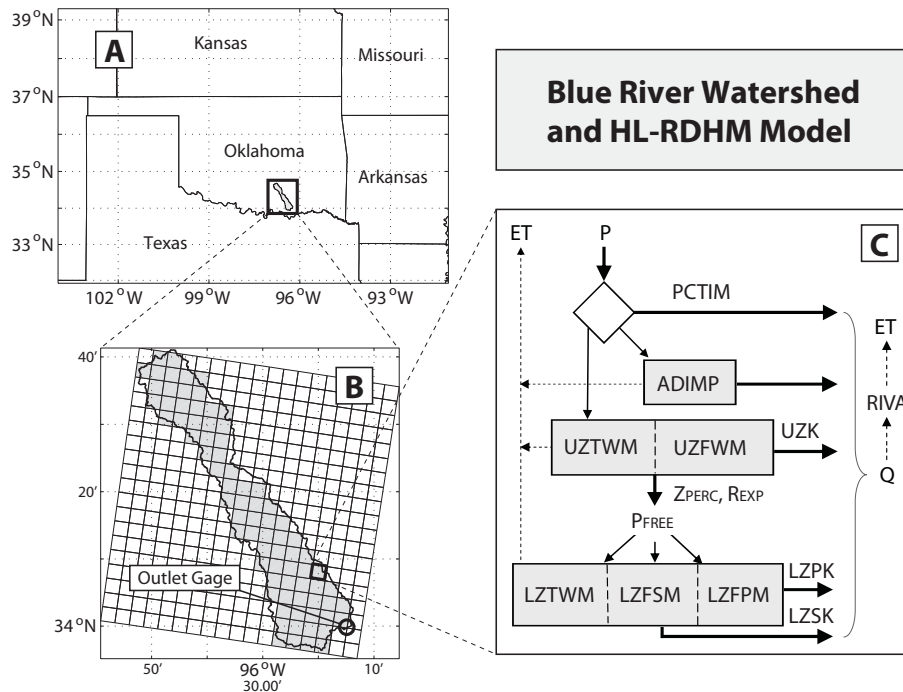 39°N
A
Kansas
Missouri
37°N
Oklahoma
35°N
Arkansas
33°N
Texas
102°W 99°W 96°W 93°W
Blue River Watershed
and HL-RDHM Model
40′
B
20′
Outlet Gage
34°N
50′ 96°W 10′
30.00′
C
ET P
PCTIM
ET
ADIMP
RIVA
UZK
UZTWM UZFWM
Q
ZPERC, REXP
PFREE
LZPK
LZTWM LZFSM LZFPM
LZSK